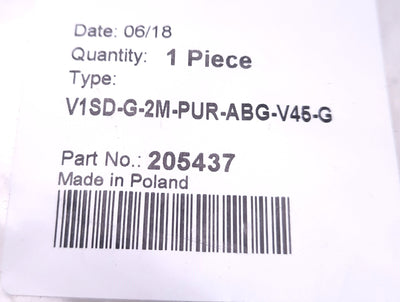 Date: 06/18
Quantity: 1 Piece
Type:
V1SD-G-2M-PUR-ABG-V45-G
Part No.: 205437
Made in Poland